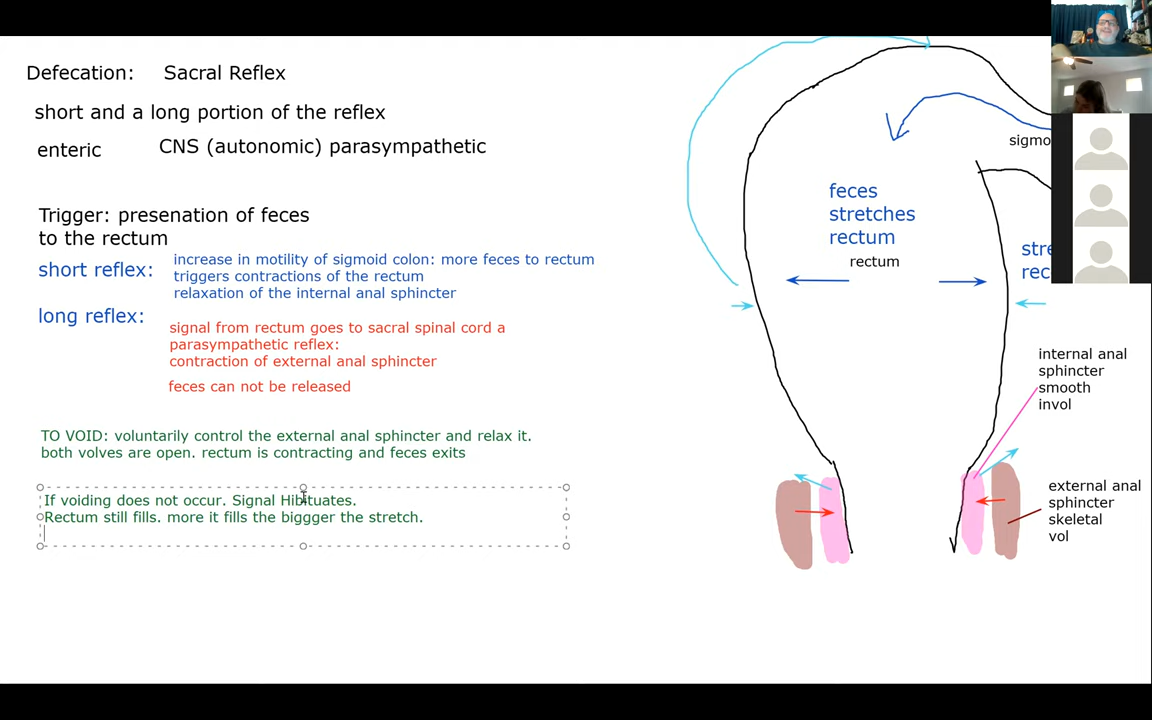 Defecation: Sacral Reflex
short and a long portion of the reflex
enteric CNS (autonomic) parasympathetic
Trigger: presenation of feces
to the rectum
short reflex: increase in motility of sigmoid colon: more feces to rectum
triggers contractions of the rectum
relaxation of the internal anal sphincter
long reflex:
signal from rectum goes to sacral spinal cord a
parasympathetic reflex:
contraction of external anal sphincter
feces can not be released
TO VOID: voluntarily control the external anal sphincter and relax it.
both volves are open. rectum is contracting and feces exits
If voiding does not occur. Signal Hibituates.
Rectum still fills. more it fills the biggger the stretch.
sigmo
feces
stretches
rectum
rectum
stre
rec
internal anal
sphincter
smooth
invol
external anal
sphincter
skeletal
vol